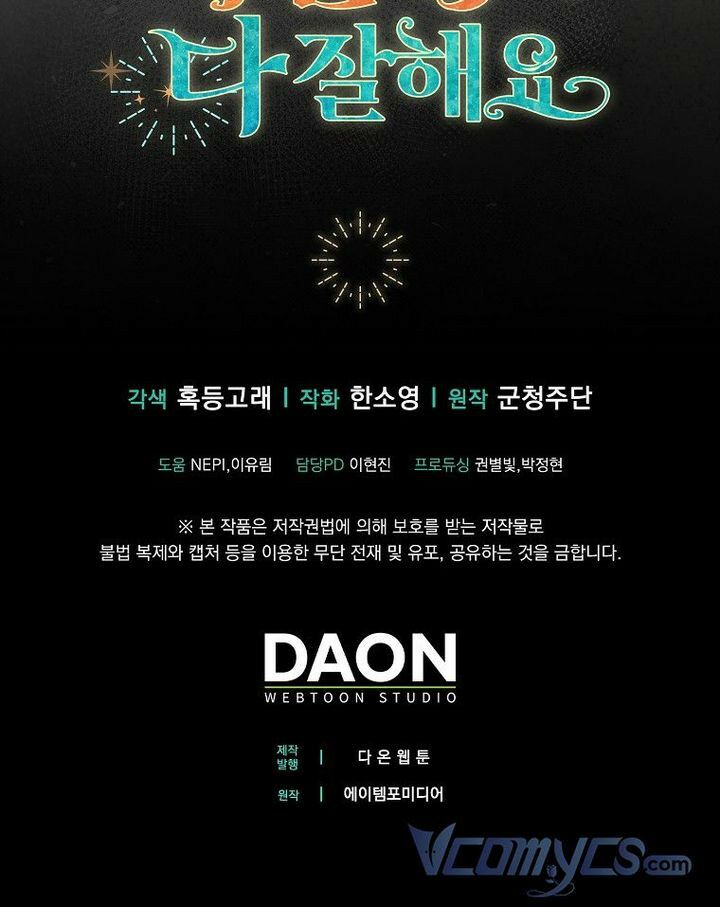 다 잘해요
각색 혹등고래 | 작화 한소영 | 원작 군청주단
도움 NEPI,이유림 담당PD 이현진 프로듀싱 권별빛,박정현
※ 본 작품은 저작권법에 의해 보호를 받는 저작물로
불법 복제와 캡처 등을 이용한 무단 전재 및 유포, 공유하는 것을 금합니다.
DAON
WEBTOON STUDIO
제작
발행 | 다온웹툰
원작 | 에이템포미디어
Vcomycs.com